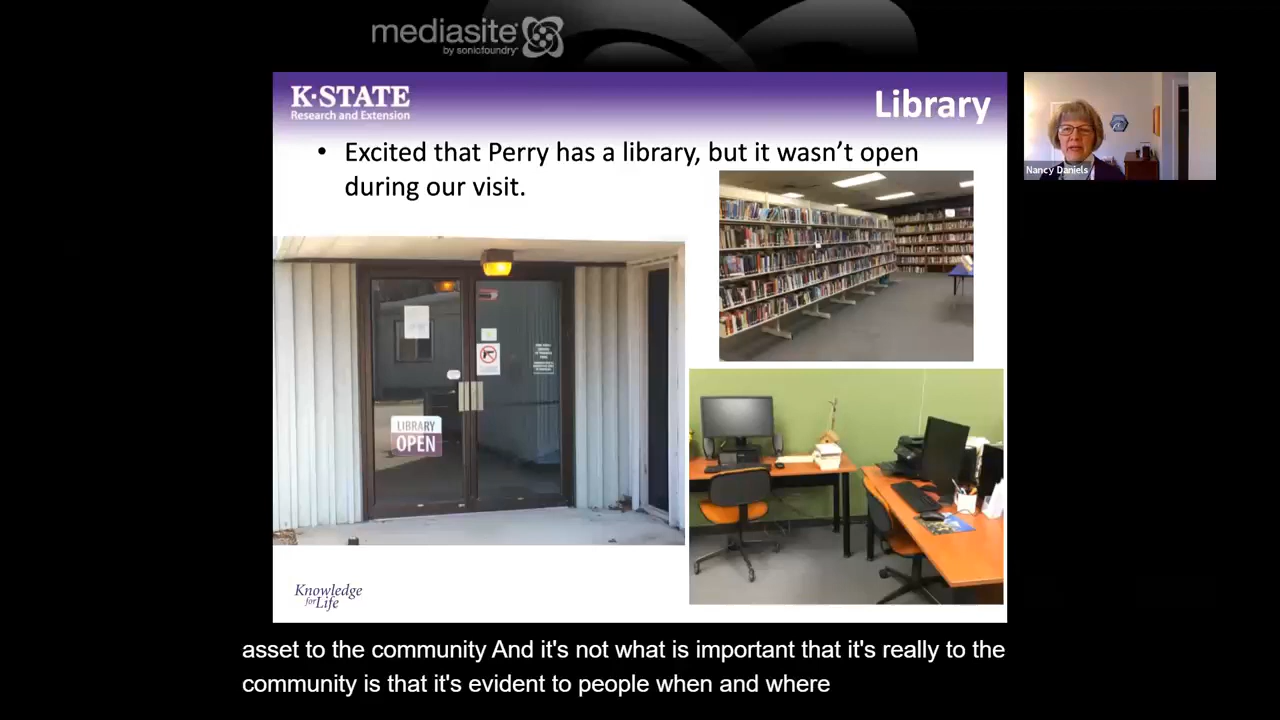 mediasite
by sonicfoundry
K·STATE
Research and Extension
Library
• Excited that Perry has a library, but it wasn’t open
during our visit.
Nancy Daniels
LIBRARY
OPEN
Knowledge
for Life
asset to the community And it's not what is important that it's really to the
community is that it's evident to people when and where